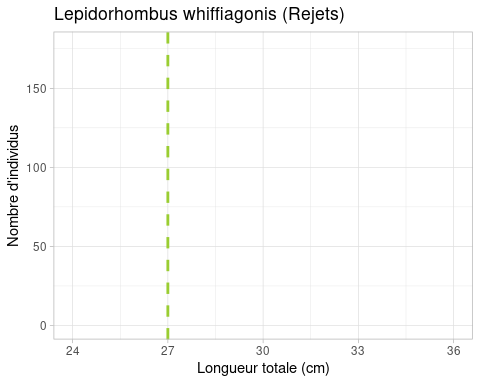 Lepidorhombus whiffiagonis (Rejets)
Nombre d'individus
150
100
50
0
24 27 30 33 36
Longueur totale (cm)